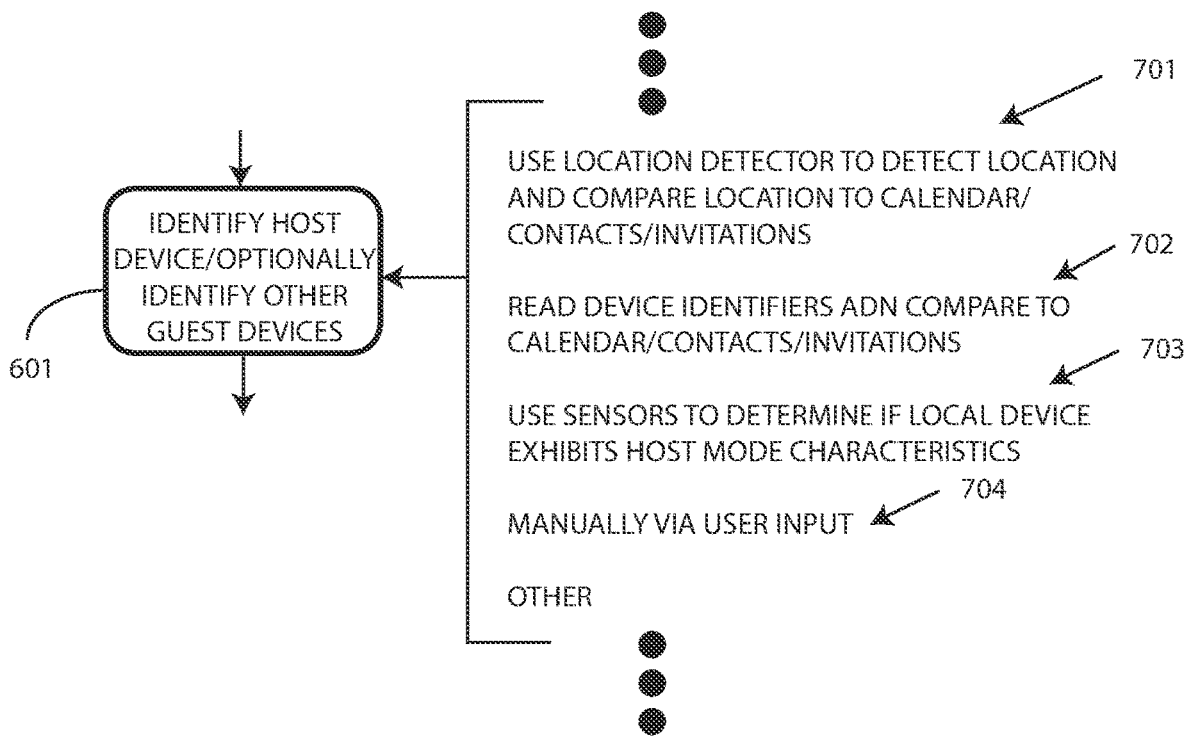 701
USE LOCATION DETECTOR TO DETECT LOCATION
AND COMPARE LOCATION TO CALENDAR/
CONTACTS/INVITATIONS
IDENTIFY HOST
DEVICE/OPTIONALLY
IDENTIFY OTHER
GUEST DEVICES
601
702
READ DEVICE IDENTIFIERS ADN COMPARE TO
CALENDAR/CONTACTS/INVITATIONS
703
USE SENSORS TO DETERMINE IF LOCAL DEVICE
EXHIBITS HOST MODE CHARACTERISTICS
704
MANUALLY VIA USER INPUT
OTHER